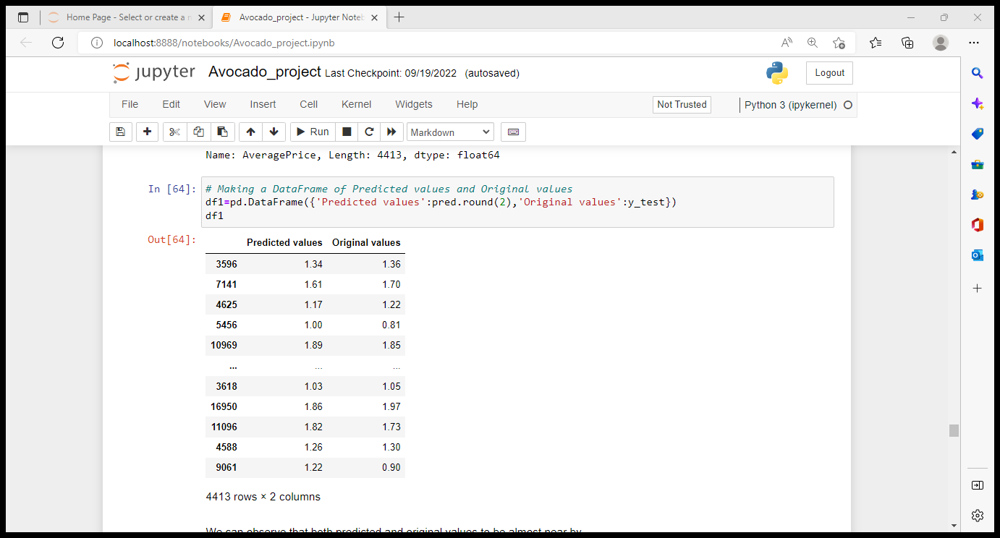 Home Page - Select or create a n
Avocado_project - Jupyter Noteb
localhost:8888/notebooks/Avocado_project.ipynb
jupyter Avocado_project Last Checkpoint: 09/19/2022 (autosaved) Logout
File Edit View Insert Cell Kernel Widgets Help Not Trusted Python 3 (ipykernel)
Run Markdown
Name: AveragePrice, Length: 4413, dtype: float64
In [64]: # Making a DataFrame of Predicted values and Original values
df1=pd.DataFrame({'Predicted values':pred.round(2),'Original values':y_test})
df1
Out[64]:
Predicted values Original values
3596 1.34 1.36
7141 1.61 1.70
4625 1.17 1.22
5456 1.00 0.81
10969 1.89 1.85
... ... ...
3618 1.03 1.05
16950 1.86 1.97
11096 1.82 1.73
4588 1.26 1.30
9061 1.22 0.90
4413 rows × 2 columns
We can observe that both predicted and original values to be almost near by